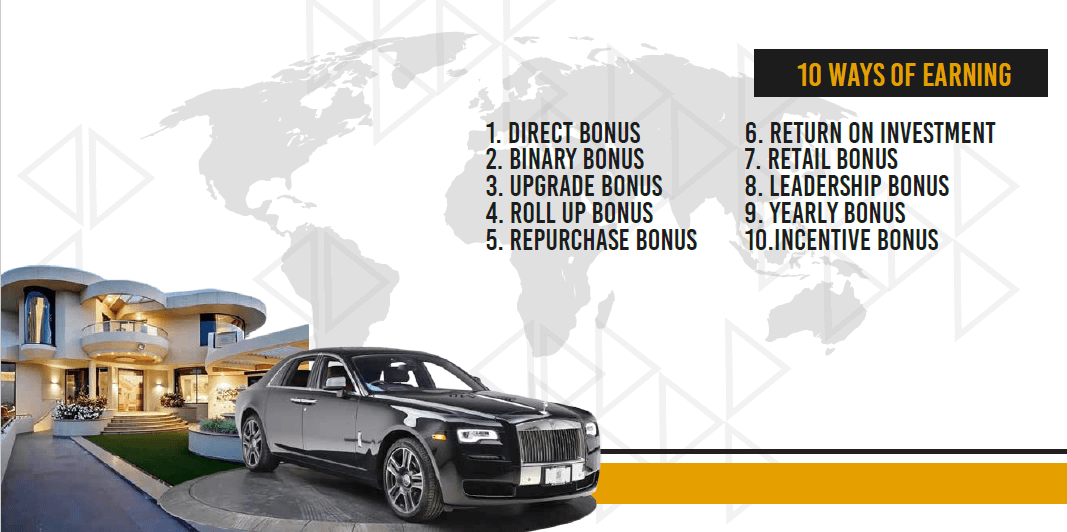 10 WAYS OF EARNING
1. DIRECT BONUS
2. BINARY BONUS
3. UPGRADE BONUS
4. ROLL UP BONUS
5. REPURCHASE BONUS
6. RETURN ON INVESTMENT
7. RETAIL BONUS
8. LEADERSHIP BONUS
9. YEARLY BONUS
10.INCENTIVE BONUS